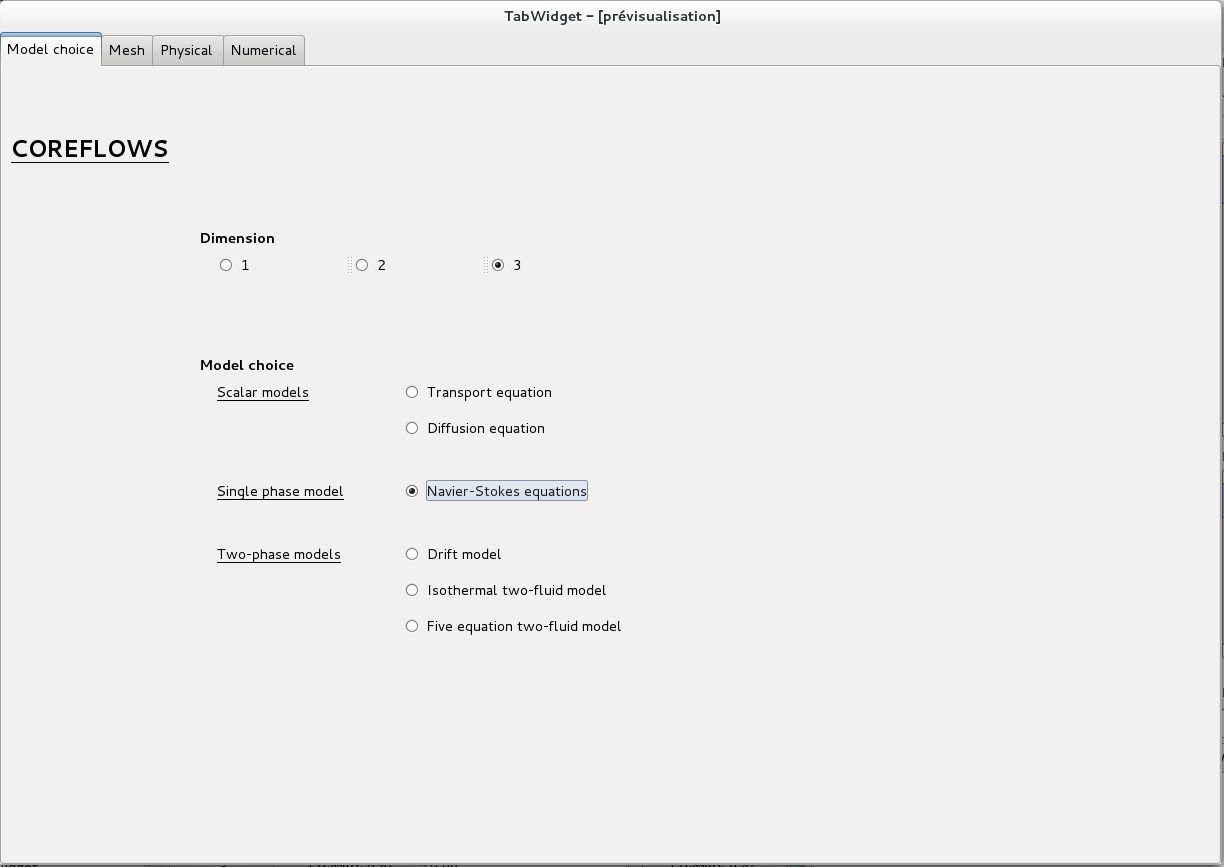 TabWidget - [prévisualisation]
Model choice Mesh Physical Numerical
COREFLOWS
Dimension
1 2 3
Model choice
Scalar models Transport equation
Diffusion equation
Single phase model Navier-Stokes equations
Two-phase models Drift model
Isothermal two-fluid model
Five equation two-fluid model